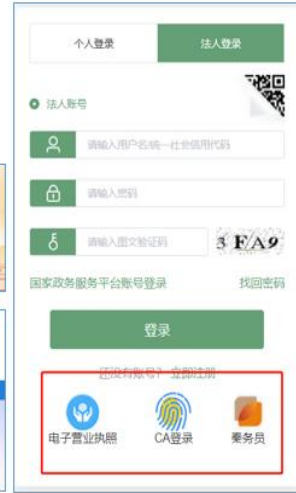 个人登录 法人登录
法人账号
请输入用户名/统一社会信用代码
请输入密码
请输入图文验证码 3 F/A9
国家政务服务平台账号登录 找回密码
登录
还没有账号？ 立即注册
电子营业执照 CA登录 秦务员